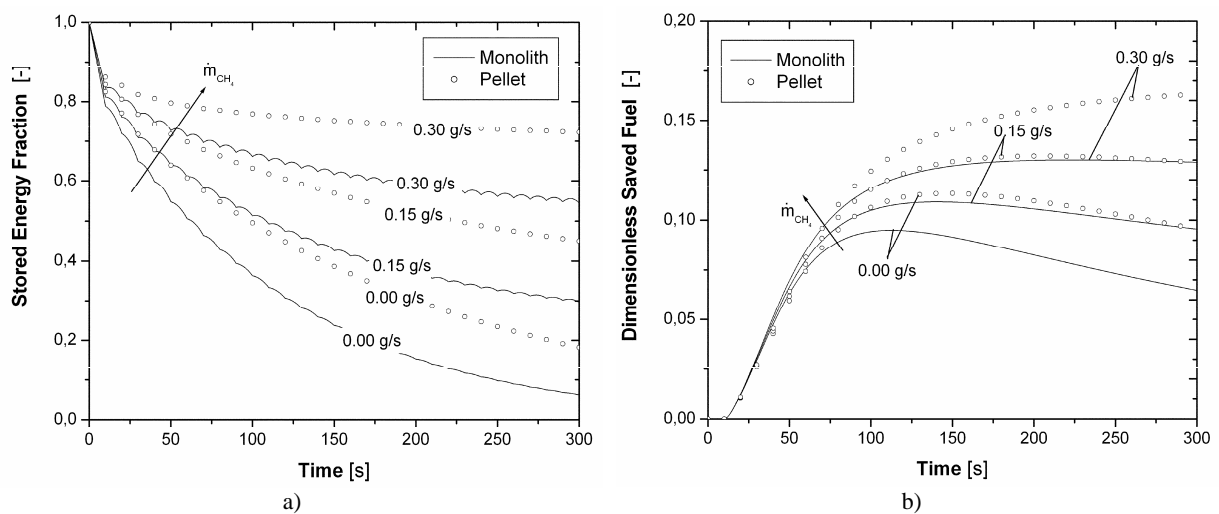 1,0
0,8
0,6
0,4
0,2
0,0
Stored Energy Fraction [-]
ṁCH4
Monolith
Pellet
0.30 g/s
0.30 g/s
0.15 g/s
0.15 g/s
0.00 g/s
0.00 g/s
0 50 100 150 200 250 300
Time [s]
a)
0,20
0,15
0,10
0,05
0,00
Dimensionless Saved Fuel [-]
Monolith
Pellet
0.30 g/s
0.15 g/s
ṁCH4
0.00 g/s
0 50 100 150 200 250 300
Time [s]
b)